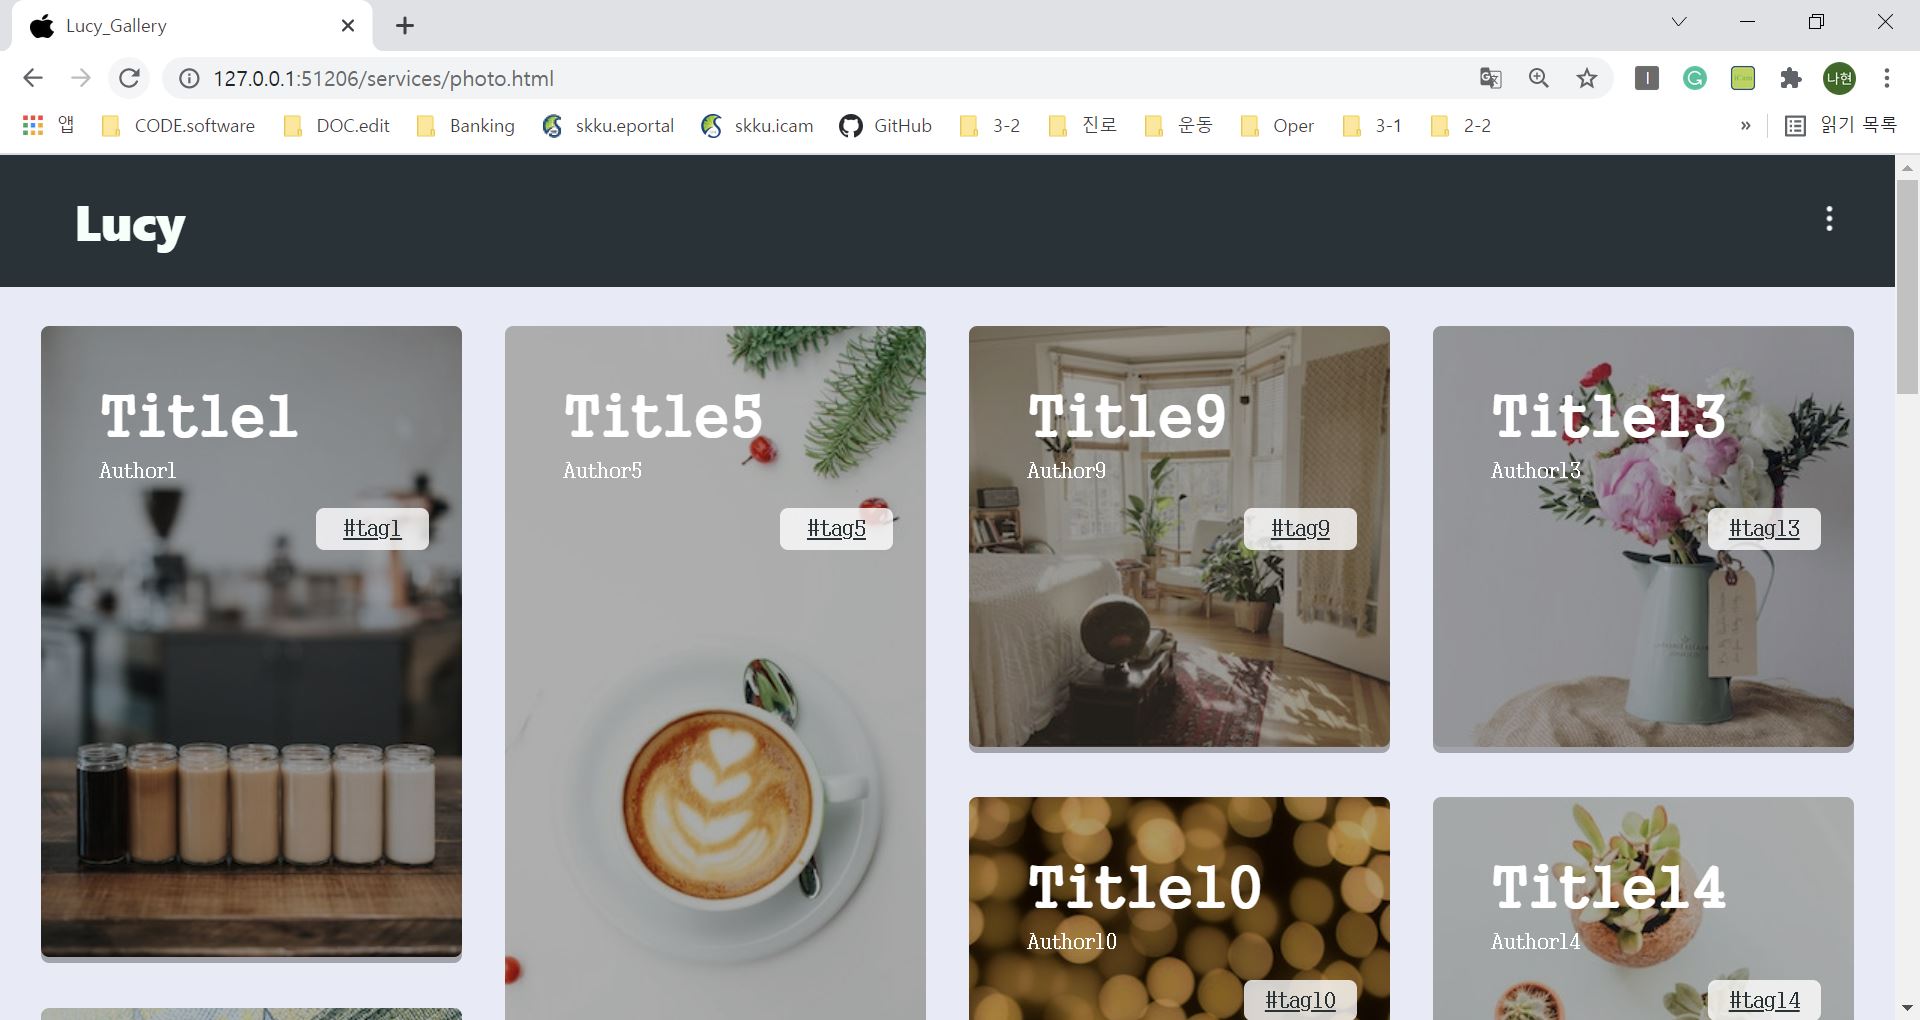 Lucy_Gallery
127.0.0.1:51206/services/photo.html
나현
앱 CODE.software DOC.edit Banking skku.eportal skku.icam GitHub 3-2 진로 운동 Oper 3-1 2-2 » 읽기 목록
Lucy
Title1
Author1
#tag1
Title5
Author5
#tag5
Title9
Author9
#tag9
Title13
Author13
#tag13
Title10
Author10
#tag10
Title14
Author14
#tag14